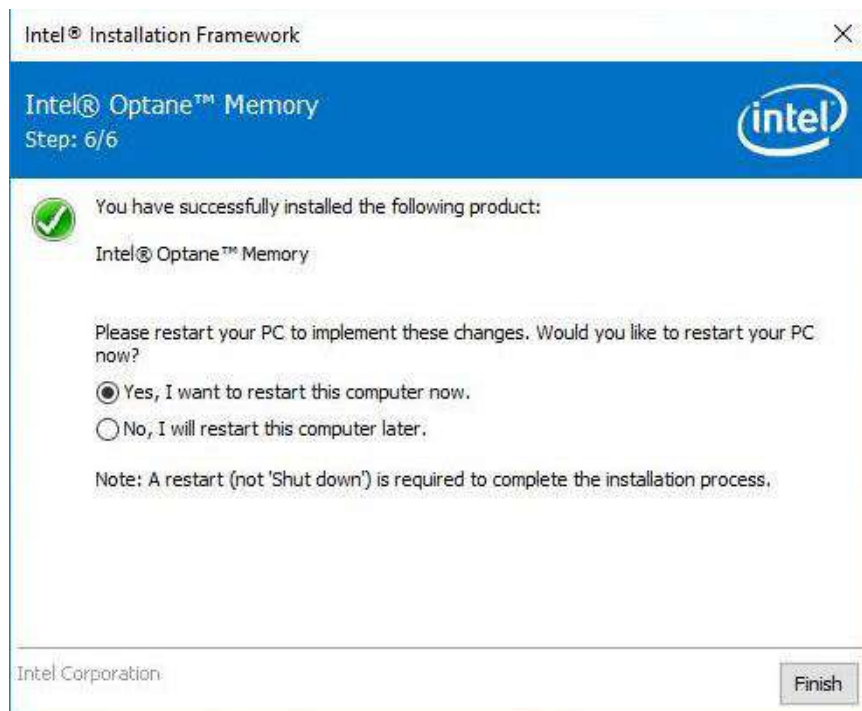 Intel® Installation Framework
Intel® Optane™ Memory
Step: 6/6
intel
You have successfully installed the following product:
Intel® Optane™ Memory
Please restart your PC to implement these changes. Would you like to restart your PC
now?
Yes, I want to restart this computer now.
No, I will restart this computer later.
Note: A restart (not 'Shut down') is required to complete the installation process.
Intel Corporation
Finish